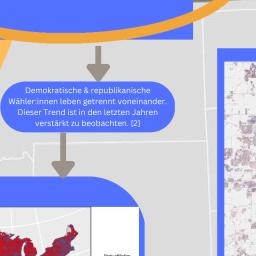 Demokratische & republikanische
Wähler:innen leben getrennt voneinander.
Dieser Trend ist in den letzten Jahren
verstärkt zu beobachten. [2]